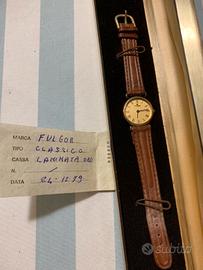 MARCA FULGOR
TIPO CLASSICO
CASSA LAMINATA ORO
N. /
DATA 24-12-79
subito